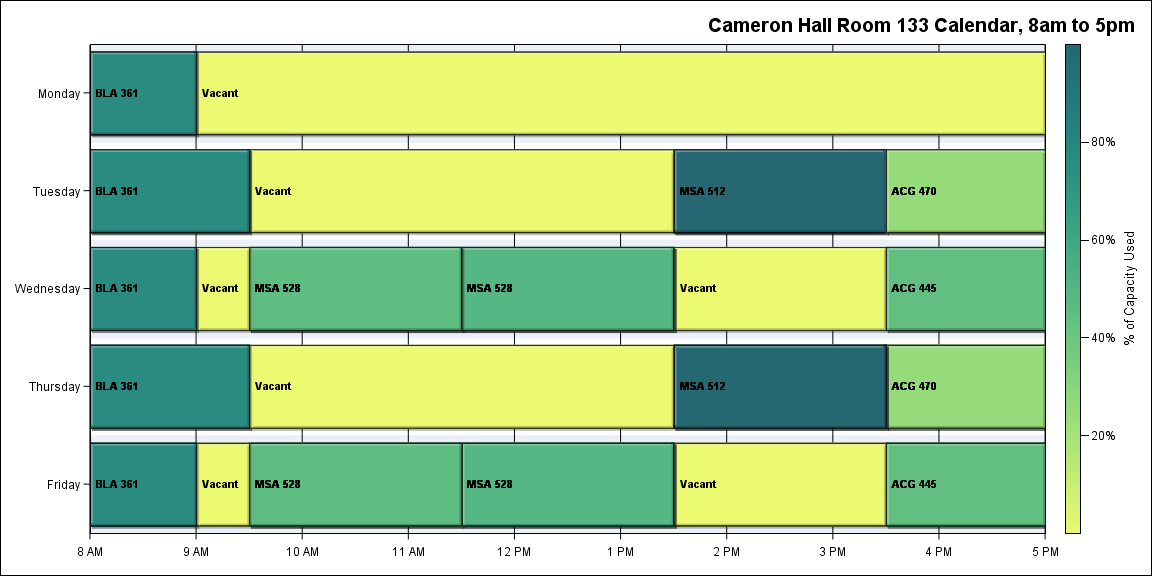 Cameron Hall Room 133 Calendar, 8am to 5pm
Monday
BLA 361
Vacant
Tuesday
BLA 361
Vacant
MSA 512
ACG 470
Wednesday
BLA 361
Vacant
MSA 528
MSA 528
Vacant
ACG 445
Thursday
BLA 361
Vacant
MSA 512
ACG 470
Friday
BLA 361
Vacant
MSA 528
MSA 528
Vacant
ACG 445
8 AM
9 AM
10 AM
11 AM
12 PM
1 PM
2 PM
3 PM
4 PM
5 PM
80%
60%
40%
20%
% of Capacity Used